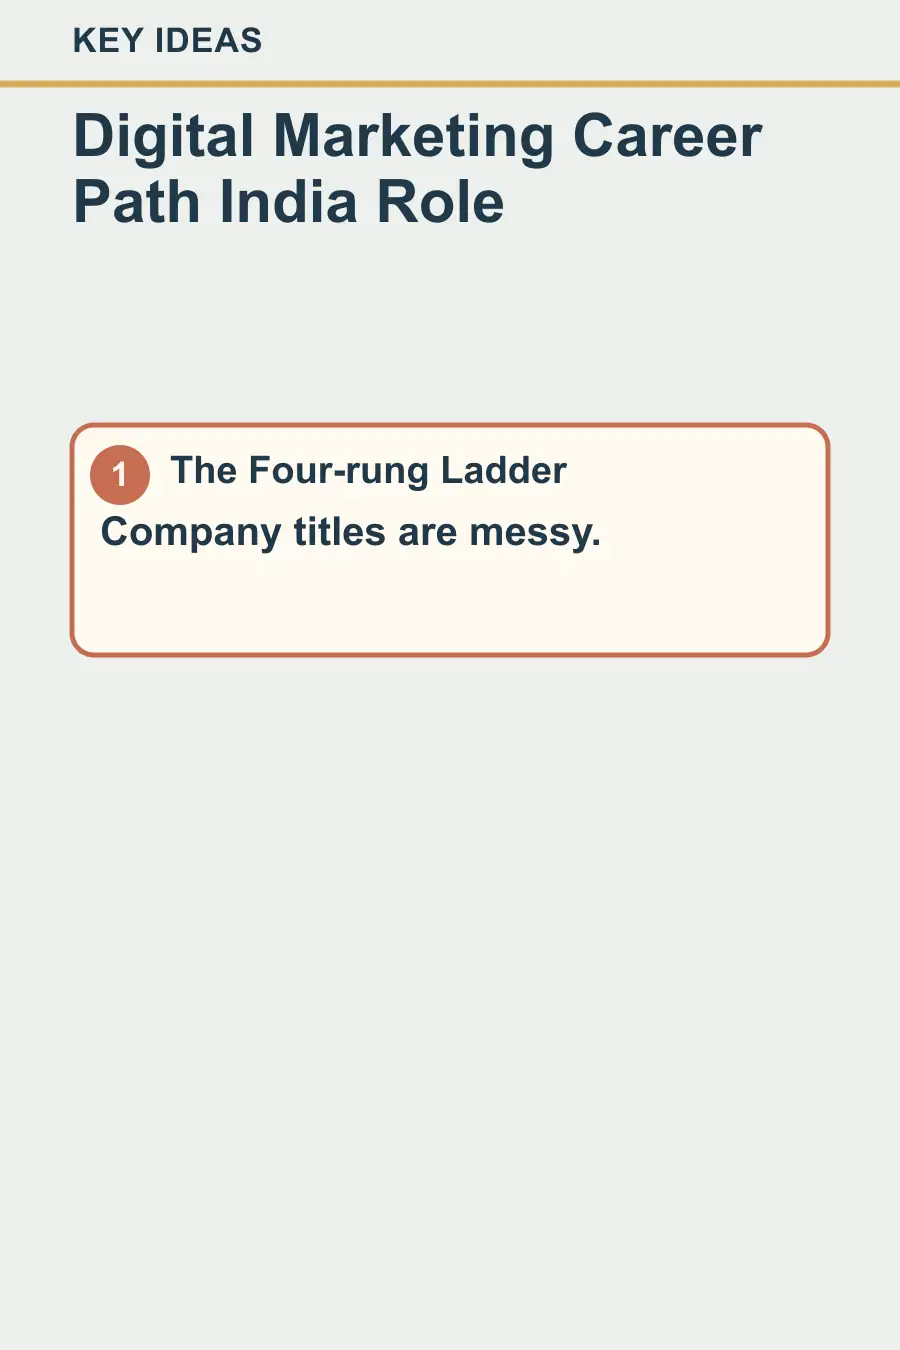 KEY IDEAS
Digital Marketing Career
Path India Role
1 The Four-rung Ladder
Company titles are messy.